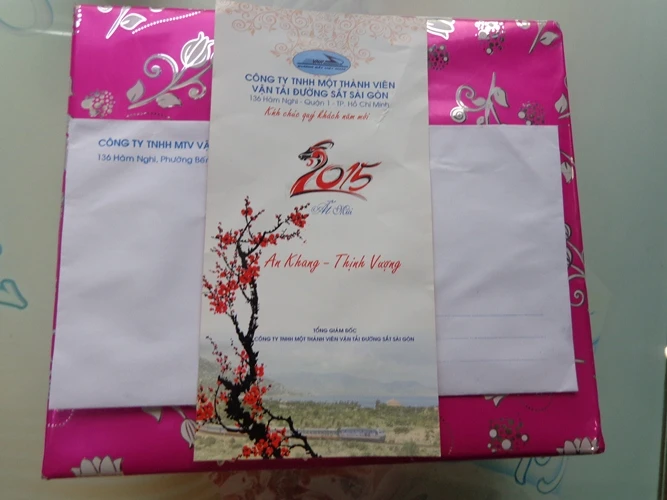 CÔNG TY TNHH MỘT THÀNH VIÊN
VẬN TẢI ĐƯỜNG SẮT SÀI GÒN
136 Hàm Nghi - Quận 1 - TP. Hồ Chí Minh
Kính chúc quý khách năm mới
2015
Ất Mùi
An Khang - Thịnh Vượng
TỔNG GIÁM ĐỐC
CÔNG TY TNHH MỘT THÀNH VIÊN VẬN TẢI ĐƯỜNG SẮT SÀI GÒN
CÔNG TY TNHH MTV VẬ
136 Hàm Nghi, Phường Bến